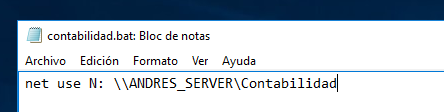 contabilidad.bat: Bloc de notas
Archivo Edición Formato Ver Ayuda
net use N: \\ANDRES_SERVER\Contabilidad